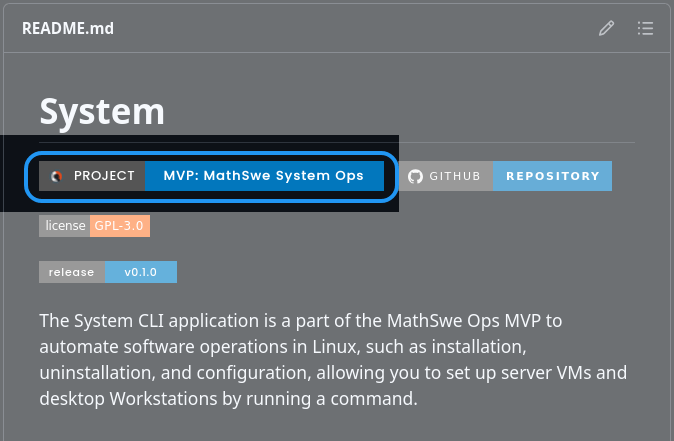 README.md
System
PROJECT MVP: MathSwe System Ops GITHUB REPOSITORY
license GPL-3.0
release v0.1.0
The System CLI application is a part of the MathSwe Ops MVP to
automate software operations in Linux, such as installation,
uninstallation, and configuration, allowing you to set up server VMs and
desktop Workstations by running a command.